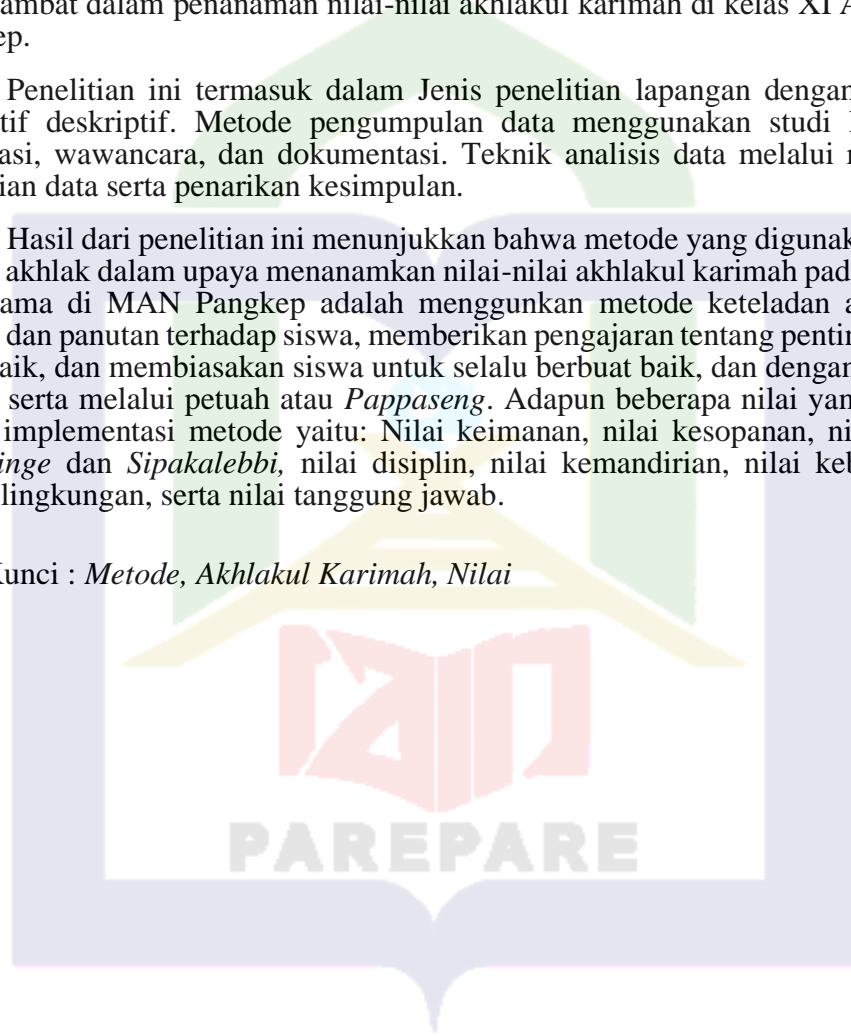 ambat dalam penanaman nilai-nilai akhlakul karimah di kelas XI A
ep.
Penelitian ini termasuk dalam Jenis penelitian lapangan dengan
tif deskriptif. Metode pengumpulan data menggunakan studi
asi, wawancara, dan dokumentasi. Teknik analisis data melalui
ian data serta penarikan kesimpulan.
Hasil dari penelitian ini menunjukkan bahwa metode yang digunak
akhlak dalam upaya menanamkan nilai-nilai akhlakul karimah pad
ama di MAN Pangkep adalah menggunkan metode keteladan a
dan panutan terhadap siswa, memberikan pengajaran tentang pentin
aik, dan membiasakan siswa untuk selalu berbuat baik, dan dengan
serta melalui petuah atau Pappaseng. Adapun beberapa nilai yan
implementasi metode yaitu: Nilai keimanan, nilai kesopanan, ni
inge dan Sipakalebbi, nilai disiplin, nilai kemandirian, nilai keb
lingkungan, serta nilai tanggung jawab.
Kunci : Metode, Akhlakul Karimah, Nilai
PAREPARE